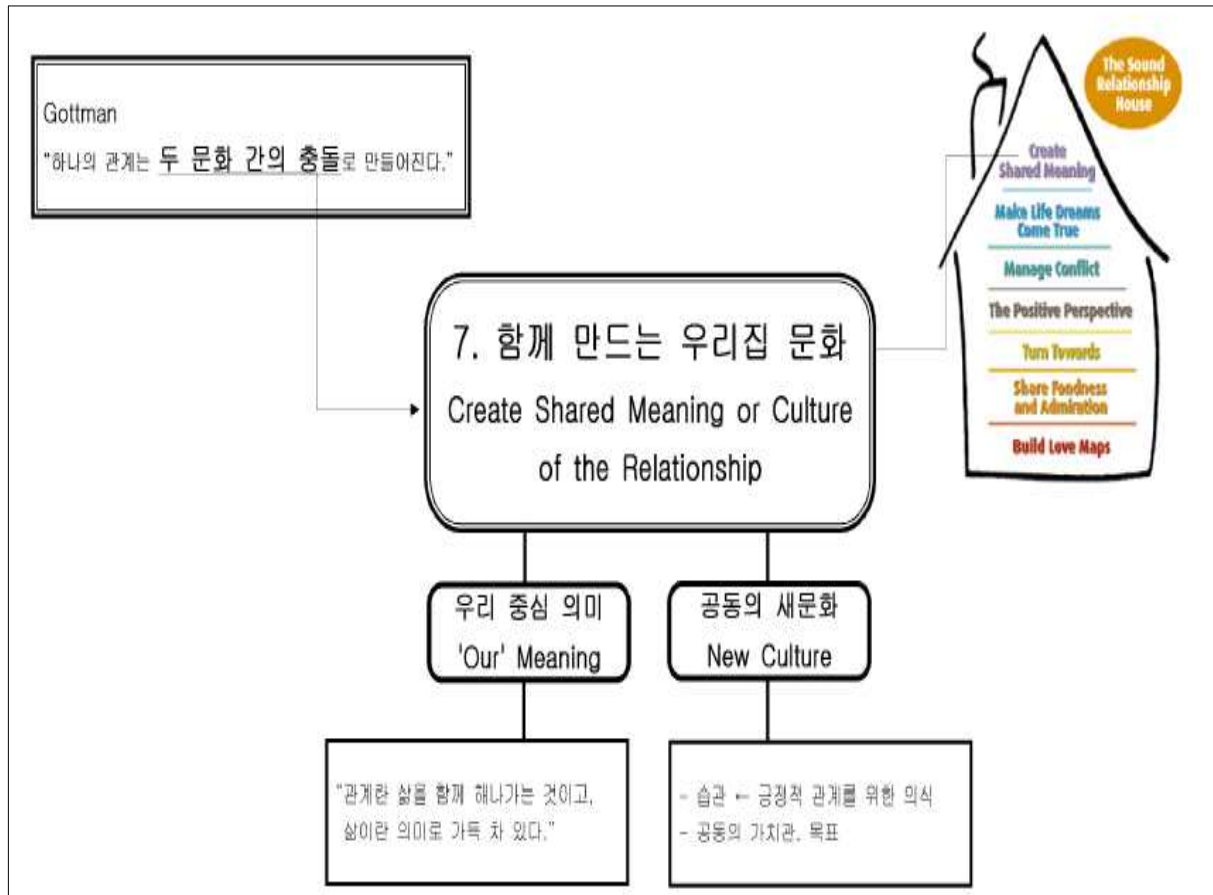 Gottman
"하나의 관계는 두 문화 간의 충돌로 만들어진다."
The Sound
Relationship
House
Create
Shared Meaning
Make Life Dreams
Come True
Manage Conflict
The Positive Perspective
Turn Towards
Share Fondness
and Admiration
Build Love Maps
7. 함께 만드는 우리집 문화
Create Shared Meaning or Culture
of the Relationship
우리 중심 의미
'Our' Meaning
공동의 새문화
New Culture
"관계란 삶을 함께 해나가는 것이고,
삶이란 의미로 가득 차 있다."
- 습관 ← 긍정적 관계를 위한 의식
- 공동의 가치관, 목표